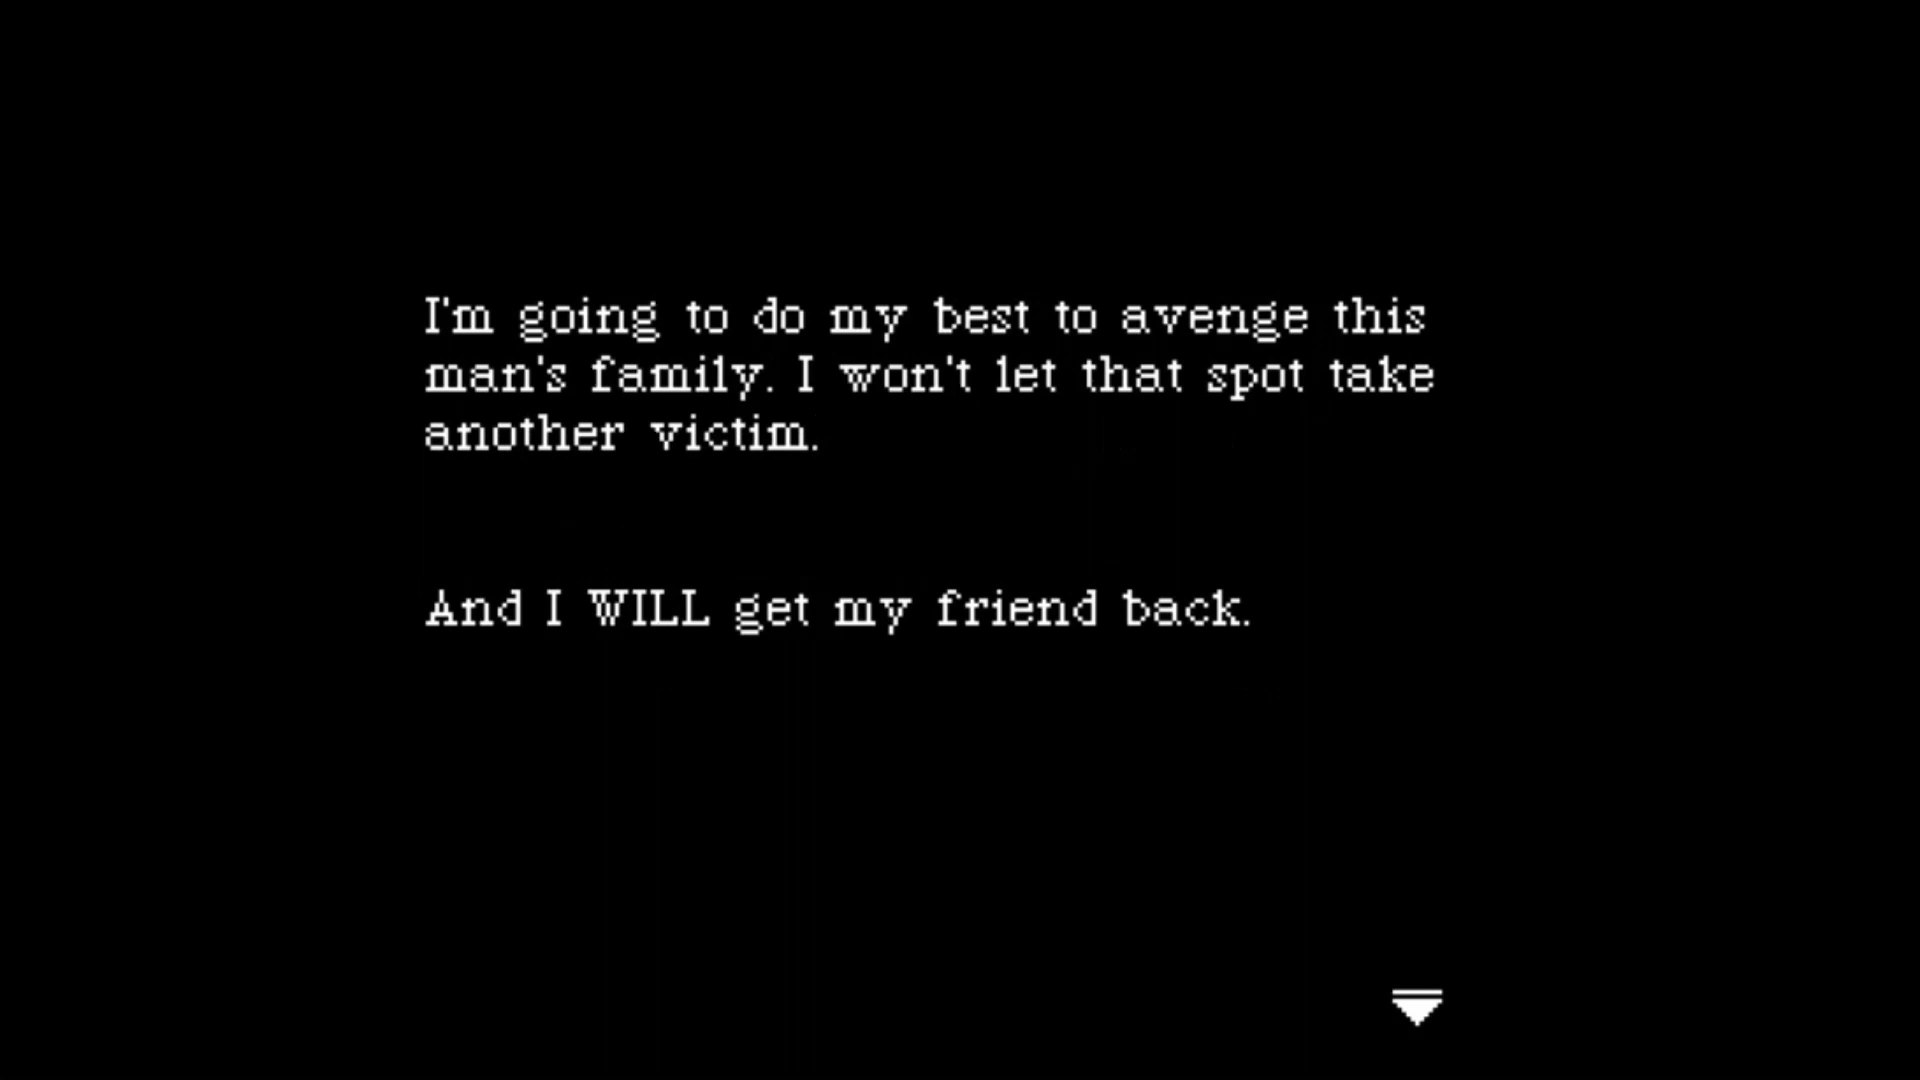 I'm going to do my best to avenge this
man's family. I won't let that spot take
another victim.
And I WILL get my friend back.